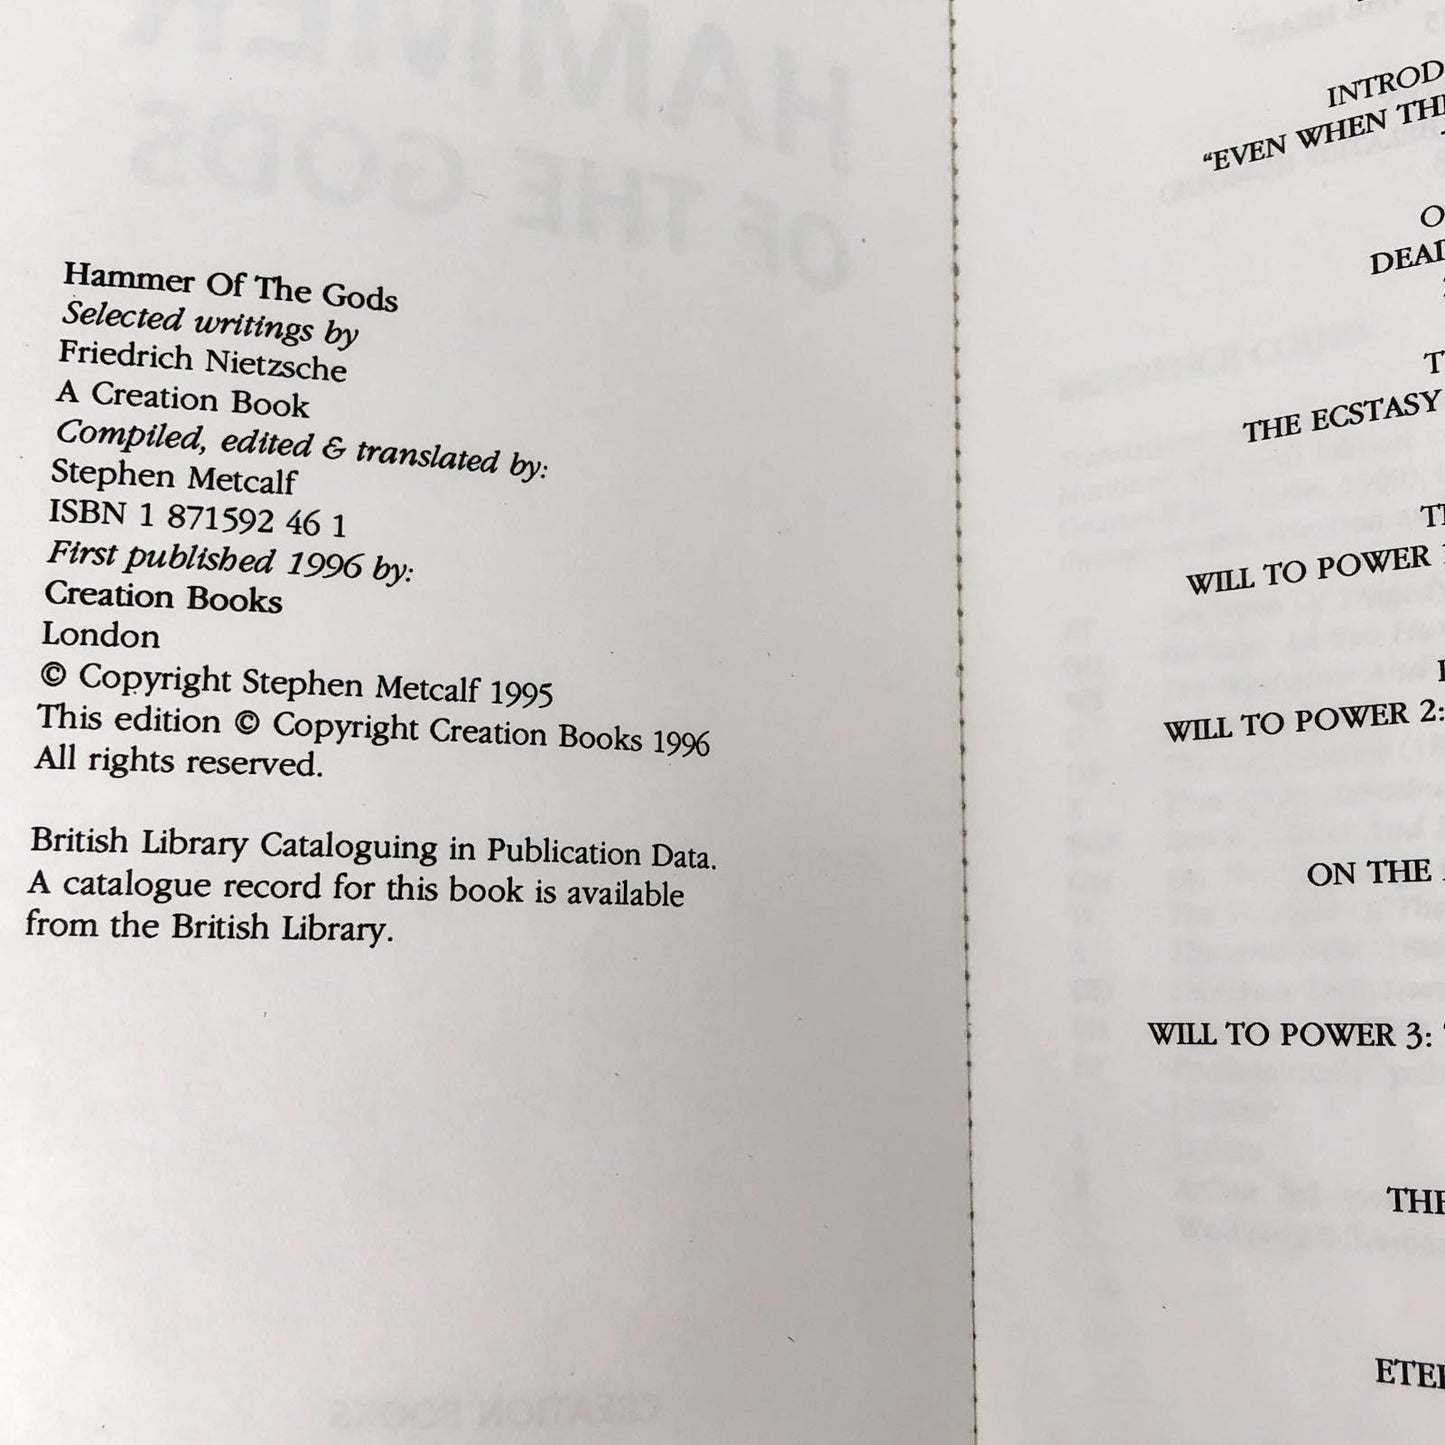 Hammer Of The Gods
Selected writings by
Friedrich Nietzsche
A Creation Book
Compiled, edited & translated by:
Stephen Metcalf
ISBN 1 871592 46 1
First published 1996 by:
Creation Books
London
© Copyright Stephen Metcalf 1995
This edition © Copyright Creation Books 1996
All rights reserved.
British Library Cataloguing in Publication Data.
A catalogue record for this book is available
from the British Library.
"EVEN WHEN
THE ECSTASY
WILL TO POWER
WILL TO POWER 2:
ON THE
WILL TO POWER 3:
THE